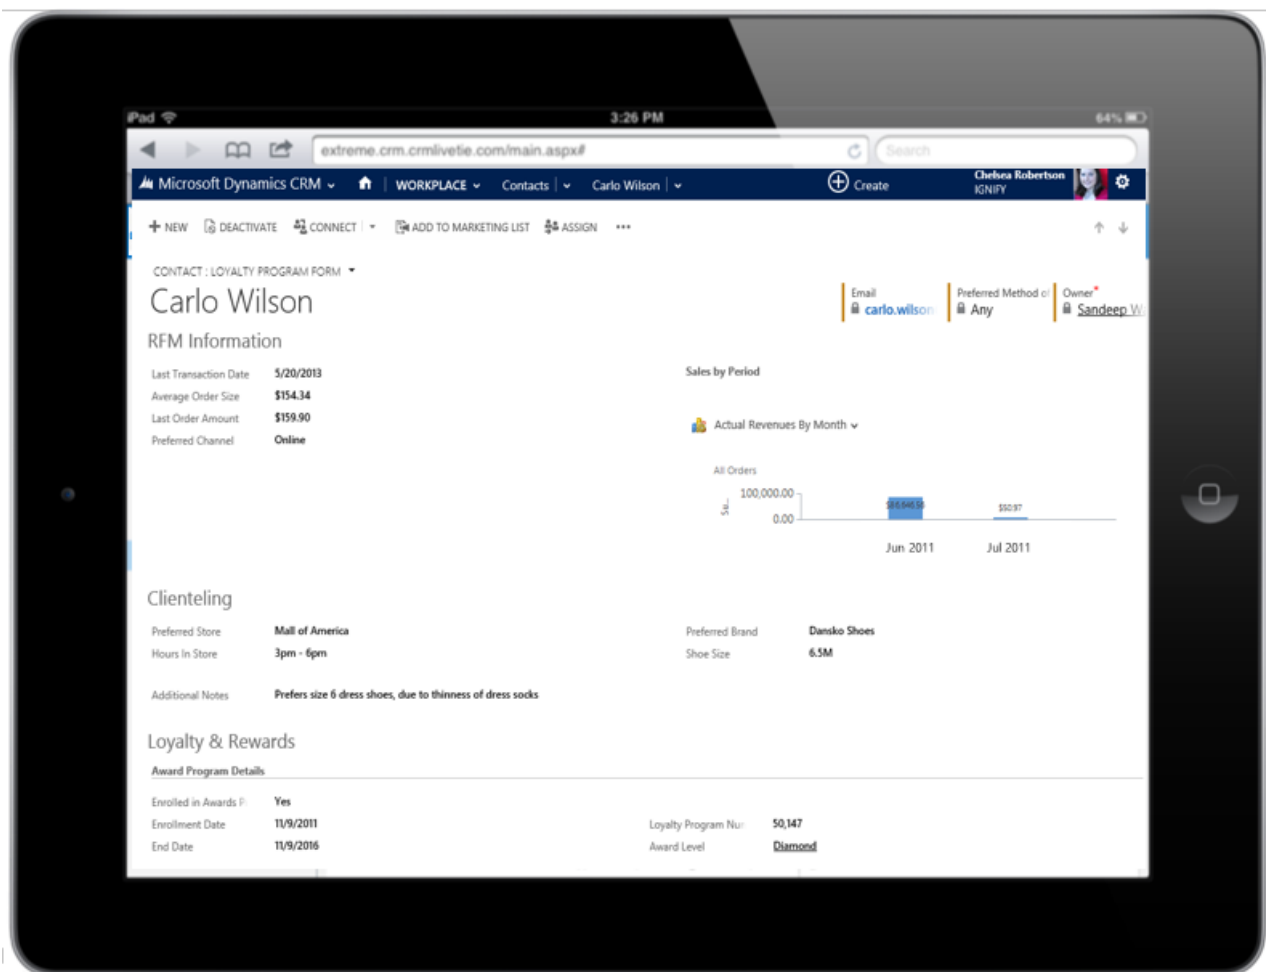 iPad 3:26 PM 64%
extreme.crm.crmlivetie.com/main.aspx# Search
Microsoft Dynamics CRM WORKPLACE Contacts Carlo Wilson Create Chelsea Robertson
IGNIFY
NEW DEACTIVATE CONNECT ADD TO MARKETING LIST ASSIGN •••
CONTACT : LOYALTY PROGRAM FORM
Carlo Wilson
Email Preferred Method of Owner*
carlo.wilson Any Sandeep W
RFM Information
Last Transaction Date 5/20/2013
Average Order Size $154.34
Last Order Amount $159.90
Preferred Channel Online
Sales by Period
Actual Revenues By Month
All Orders
Su...
100,000.00
0.00
$50.97
Jun 2011 Jul 2011
Clienteling
Preferred Store Mall of America Preferred Brand Dansko Shoes
Hours In Store 3pm - 6pm Shoe Size 6.5M
Additional Notes Prefers size 6 dress shoes, due to thinness of dress socks
Loyalty & Rewards
Award Program Details
Enrolled in Awards P Yes
Enrollment Date 11/9/2011 Loyalty Program Nu 50,147
End Date 11/9/2016 Award Level Diamond